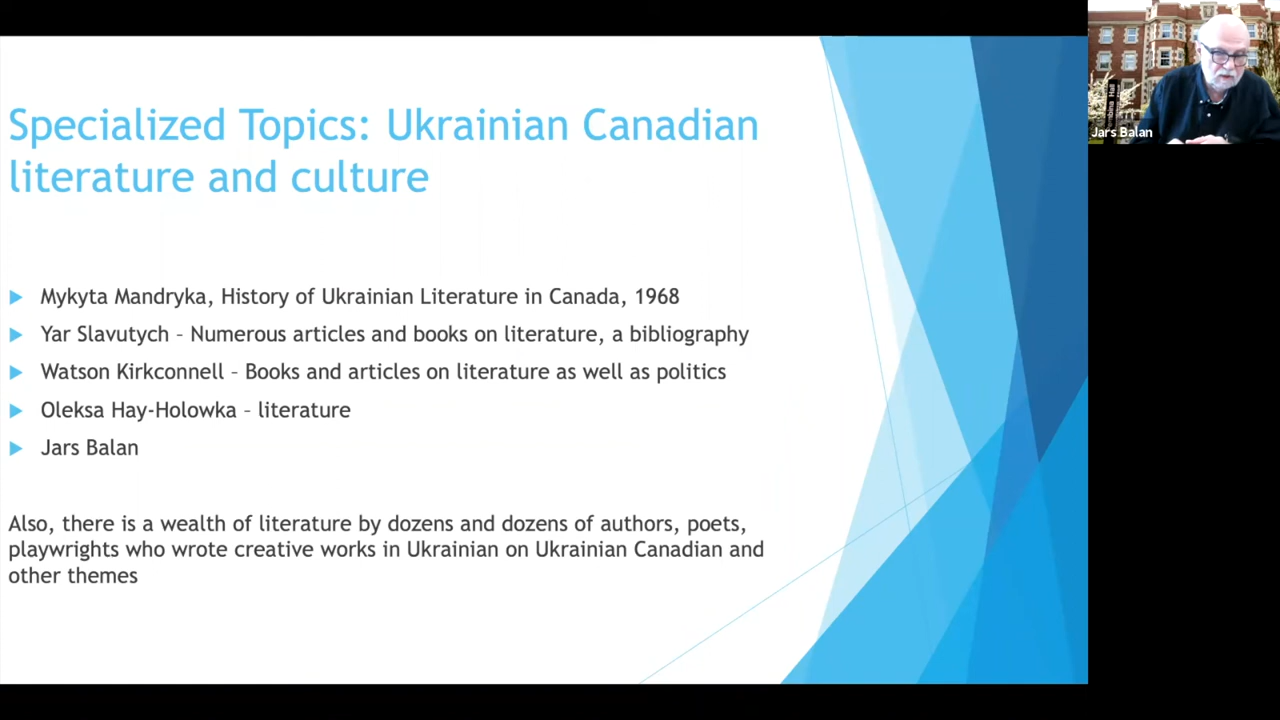 Specialized Topics: Ukrainian Canadian
literature and culture
Mykyta Mandryka, History of Ukrainian Literature in Canada, 1968
Yar Slavutych – Numerous articles and books on literature, a bibliography
Watson Kirkconnell – Books and articles on literature as well as politics
Oleksa Hay-Holowka – literature
Jars Balan
Also, there is a wealth of literature by dozens and dozens of authors, poets,
playwrights who wrote creative works in Ukrainian on Ukrainian Canadian and
other themes
Jars Balan